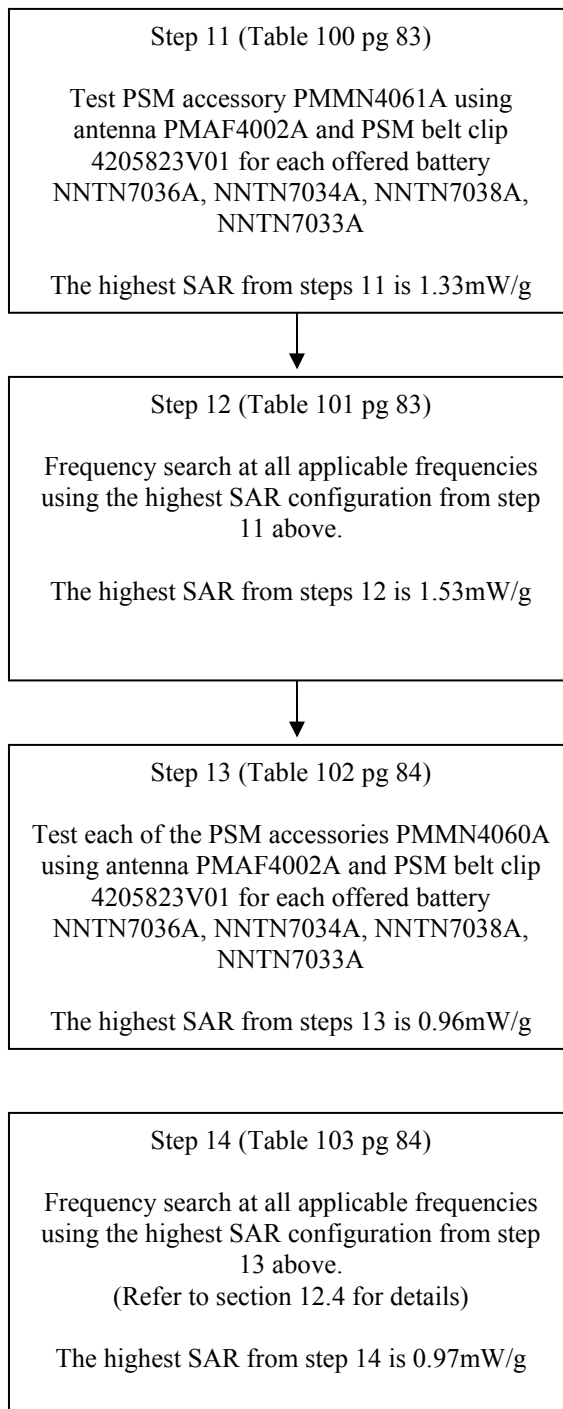 Step 11 (Table 100 pg 83)
Test PSM accessory PMMN4061A using
antenna PMAF4002A and PSM belt clip
4205823V01 for each offered battery
NNTN7036A, NNTN7034A, NNTN7038A,
NNTN7033A
The highest SAR from steps 11 is 1.33mW/g
Step 12 (Table 101 pg 83)
Frequency search at all applicable frequencies
using the highest SAR configuration from step
11 above.
The highest SAR from steps 12 is 1.53mW/g
Step 13 (Table 102 pg 84)
Test each of the PSM accessories PMMN4060A
using antenna PMAF4002A and PSM belt clip
4205823V01 for each offered battery
NNTN7036A, NNTN7034A, NNTN7038A,
NNTN7033A
The highest SAR from steps 13 is 0.96mW/g
Step 14 (Table 103 pg 84)
Frequency search at all applicable frequencies
using the highest SAR configuration from step
13 above.
(Refer to section 12.4 for details)
The highest SAR from step 14 is 0.97mW/g